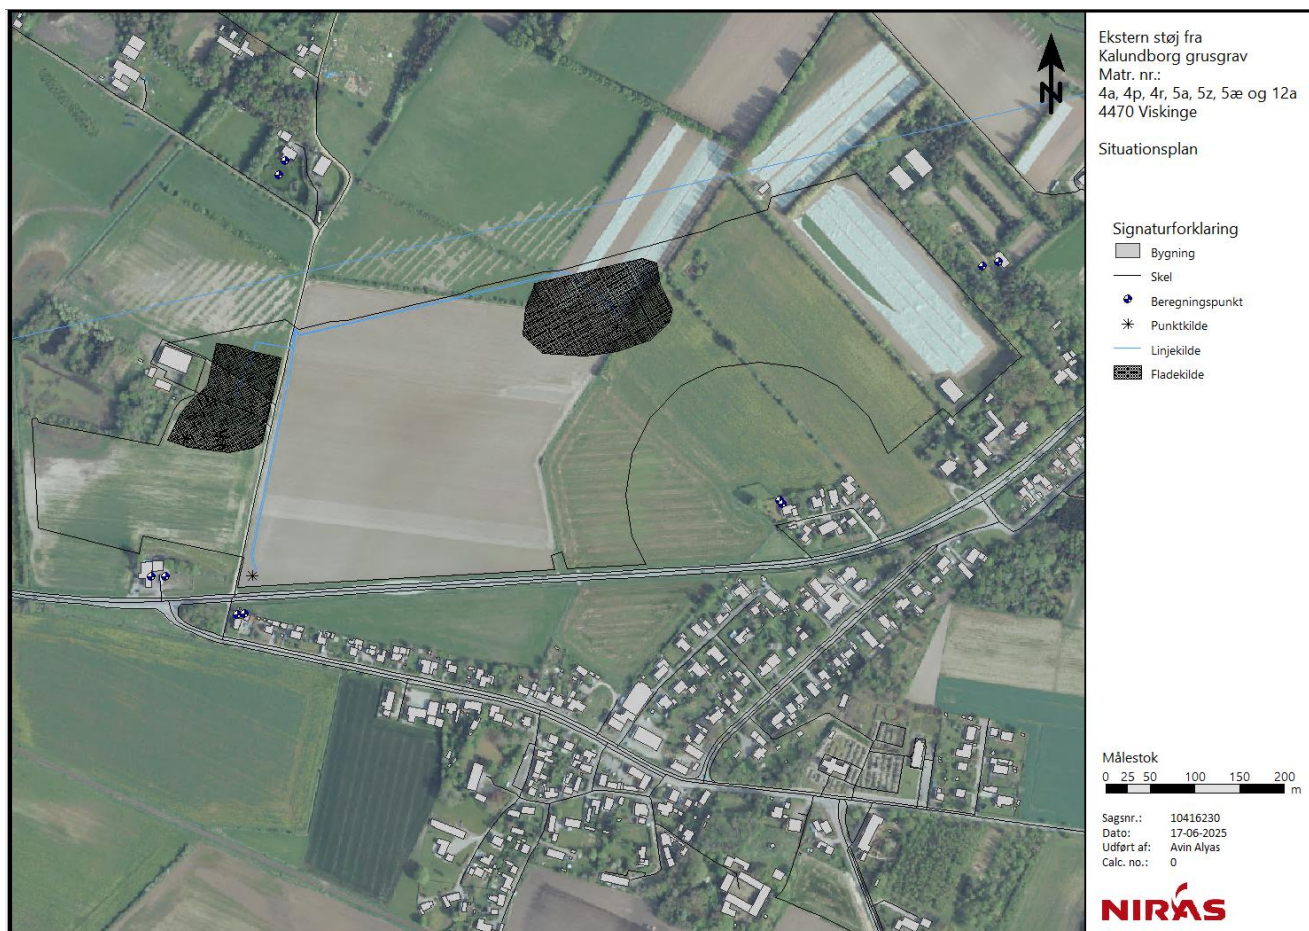 Ekstern støj fra
Kalundborg grusgrav
Matr. nr.:
4a, 4p, 4r, 5a, 5z, 5æ og 12a
4470 Viskinge
Situationsplan
N
Signaturforklaring
Bygning
Skel
Beregningspunkt
Punktkilde
Linjekilde
Fladekilde
Målestok
0 25 50 100 150 200
m
Sagsnr.: 10416230
Dato: 17-06-2025
Udført af: Avin Alyas
Calc. no.: 0
NIRAS